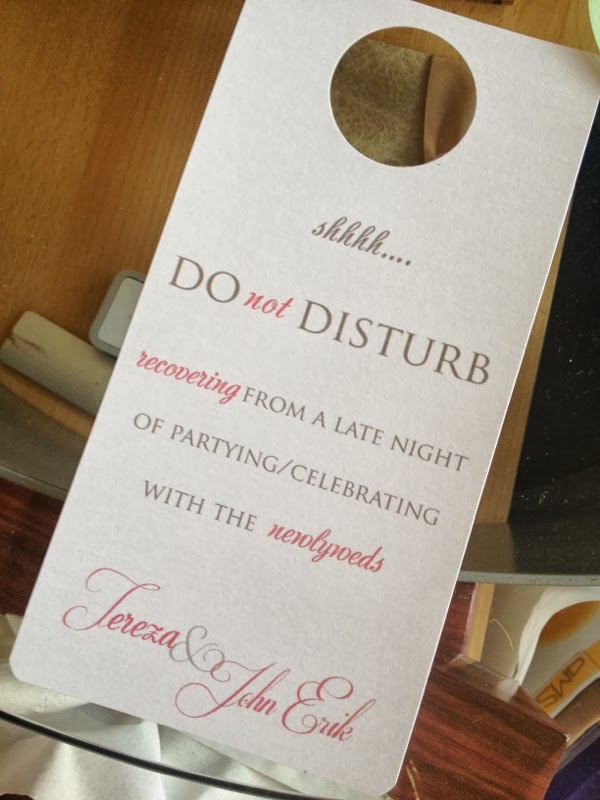 shhhh....
DO not DISTURB
recovering FROM A LATE NIGHT
OF PARTYING/CELEBRATING
WITH THE newlyweds
Tereza & John Erik